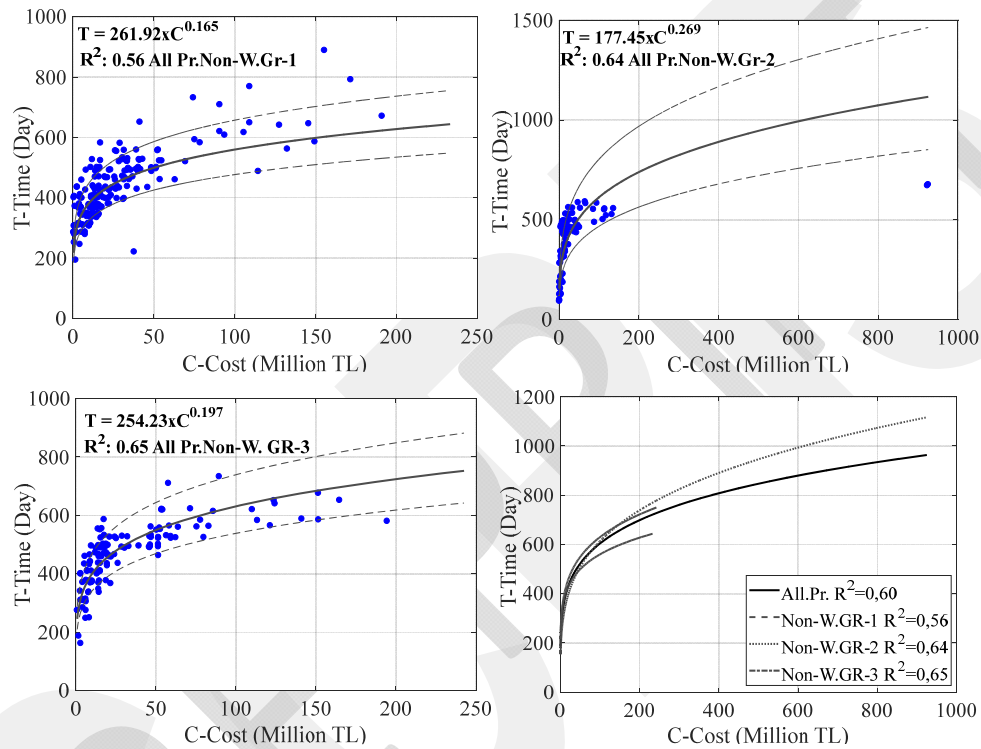 T = 261.92xC^0.165
R^2: 0.56 All Pr.Non-W.Gr-1
T-Time (Day)
1000
800
600
400
200
0
0 50 100 150 200 250
C-Cost (Million TL)
T = 177.45xC^0.269
R^2: 0.64 All Pr.Non-W.Gr-2
T-Time (Day)
1500
1000
500
0
0 200 400 600 800 1000
C-Cost (Million TL)
T = 254.23xC^0.197
R^2: 0.65 All Pr.Non-W. GR-3
T-Time (Day)
1000
800
600
400
200
0
0 50 100 150 200 250
C-Cost (Million TL)
T-Time (Day)
1200
1000
800
600
400
200
0
0 200 400 600 800 1000
C-Cost (Million TL)
All.Pr. R^2=0,60
Non-W.GR-1 R^2=0,56
Non-W.GR-2 R^2=0,64
Non-W.GR-3 R^2=0,65